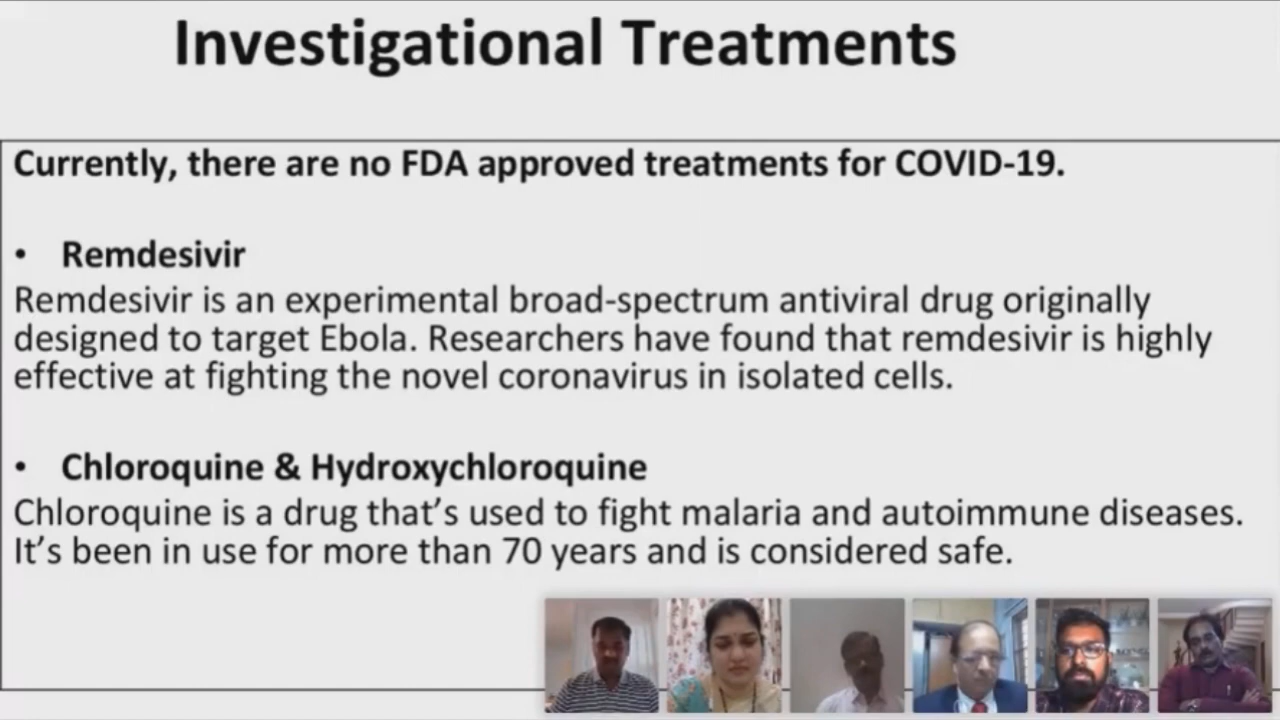 Investigational Treatments
Currently, there are no FDA approved treatments for COVID-19.
• Remdesivir
Remdesivir is an experimental broad-spectrum antiviral drug originally
designed to target Ebola. Researchers have found that remdesivir is highly
effective at fighting the novel coronavirus in isolated cells.
• Chloroquine & Hydroxychloroquine
Chloroquine is a drug that’s used to fight malaria and autoimmune diseases.
It’s been in use for more than 70 years and is considered safe.